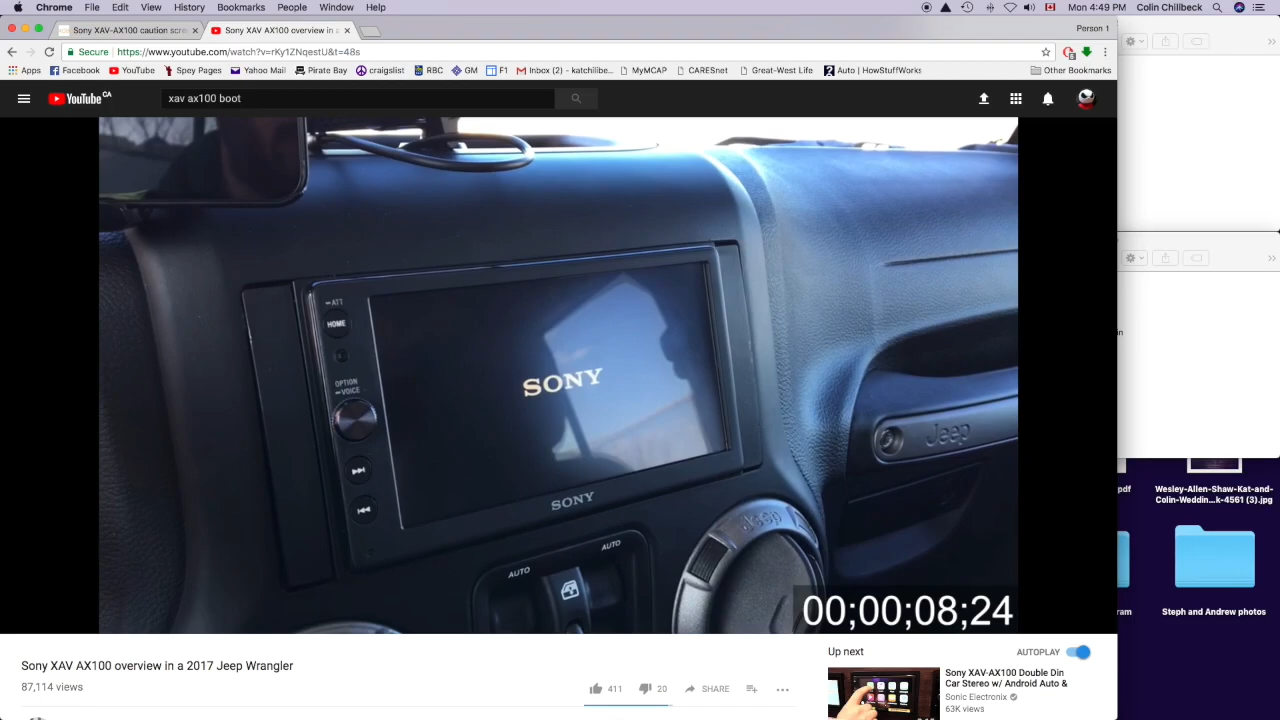 Chrome File Edit View History Bookmarks People Window Help 4:49 PM Colin Chilibeck
Sony XAV-AX100 caution scre
Sony XAV AX100 overview in a
Person 1
Secure https://www.youtube.com/watch?v=rKy1ZNqestU&t=48s
Apps Facebook YouTube Spey Pages Yahoo Mail Pirate Bay craigslist RBC GM F1 Inbox (2) - katchilibe MyMCAP CARESnet Great-West Life Auto | HowStuffWorks Other Bookmarks
YouTube CA
xav ax100 boot
ATT
HOME
OPTION
VOICE
SONY
SONY
Jeep
Jeep
AUTO
AUTO
00;00;08;24
pdf
Wesley-Allen-Shaw-Kat-and-
Colin-Weddin...k-4561 (3).jpg
ram
Steph and Andrew photos
Sony XAV AX100 overview in a 2017 Jeep Wrangler
87,114 views
411 20 SHARE
Up next
AUTOPLAY
Sony XAV-AX100 Double Din
Car Stereo w/ Android Auto &
Sonic Electronix
63K views